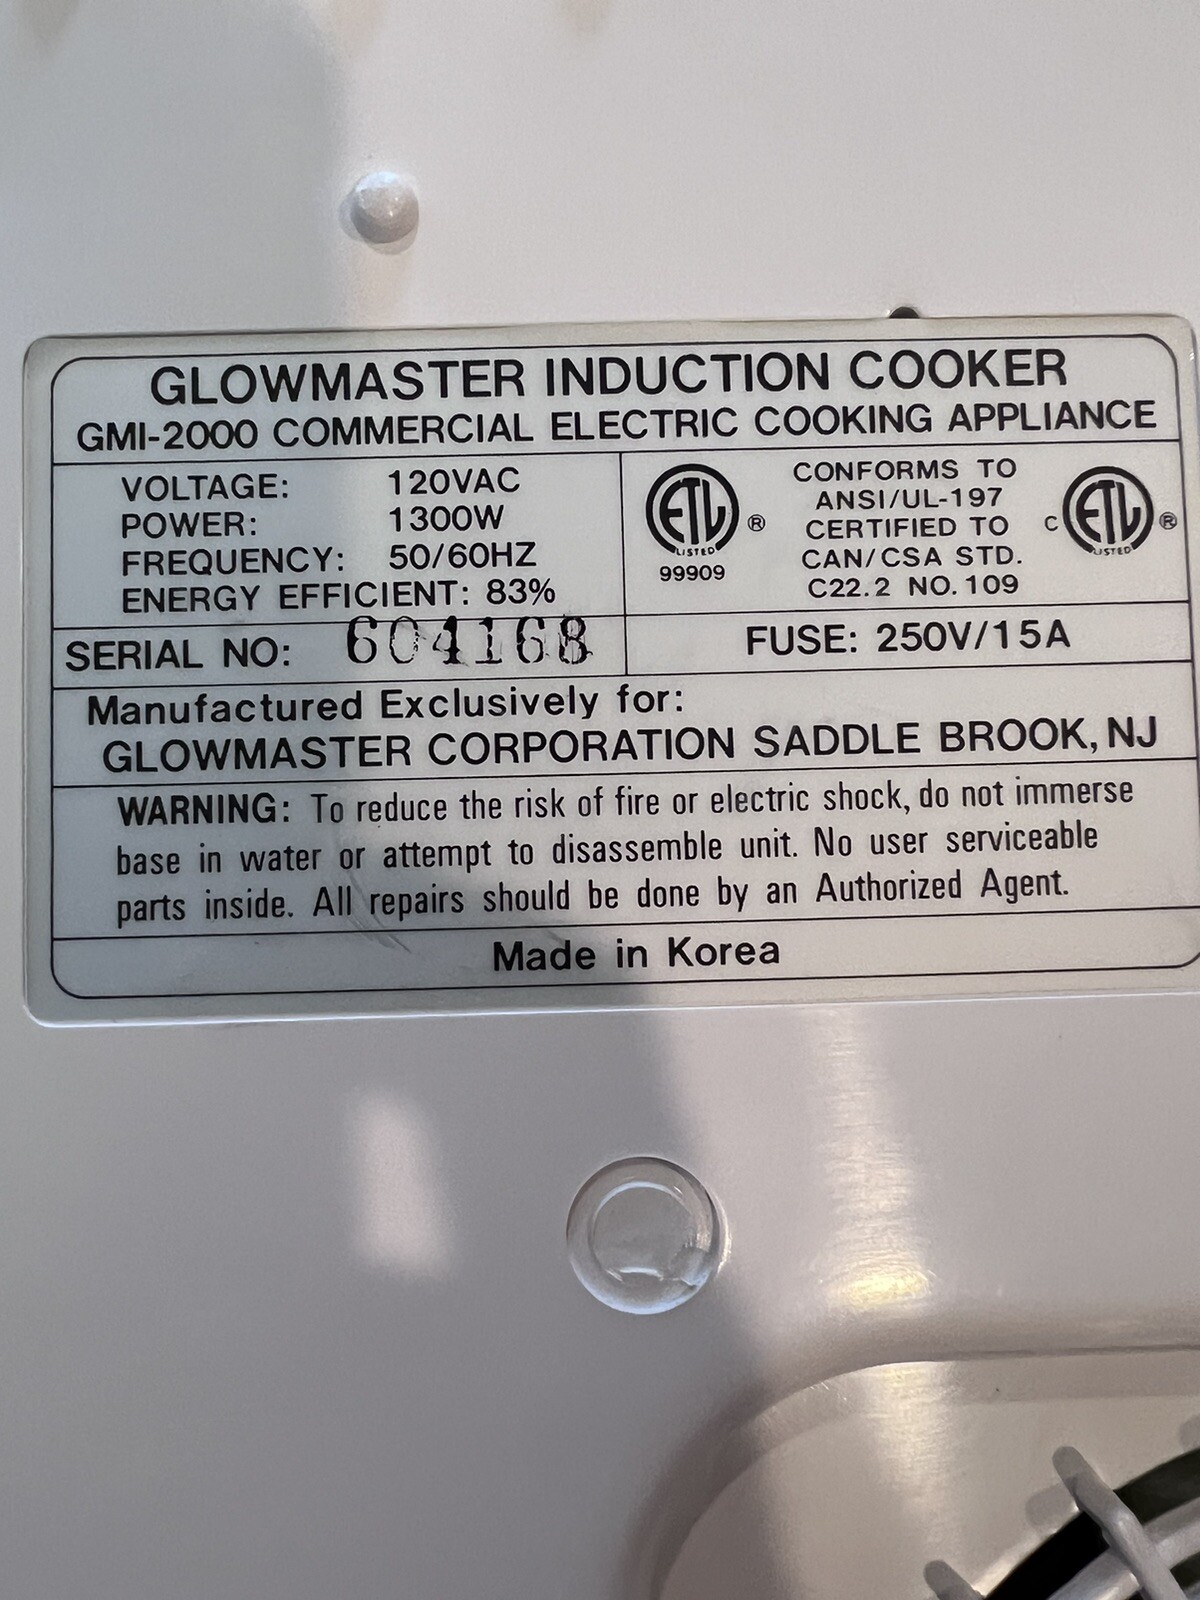 GLOWMASTER INDUCTION COOKER
GMI-2000 COMMERCIAL ELECTRIC COOKING APPLIANCE
VOLTAGE: 120VAC
POWER: 1300W
FREQUENCY: 50/60HZ
ENERGY EFFICIENT: 83%
ETL ®
LISTED
99909
CONFORMS TO
ANSI/UL-197
CERTIFIED TO
CAN/CSA STD.
C22.2 NO. 109
C ETL ®
LISTED
SERIAL NO: 604168
FUSE: 250V/15A
Manufactured Exclusively for:
GLOWMASTER CORPORATION SADDLE BROOK, NJ
WARNING: To reduce the risk of fire or electric shock, do not immerse
base in water or attempt to disassemble unit. No user serviceable
parts inside. All repairs should be done by an Authorized Agent.
Made in Korea